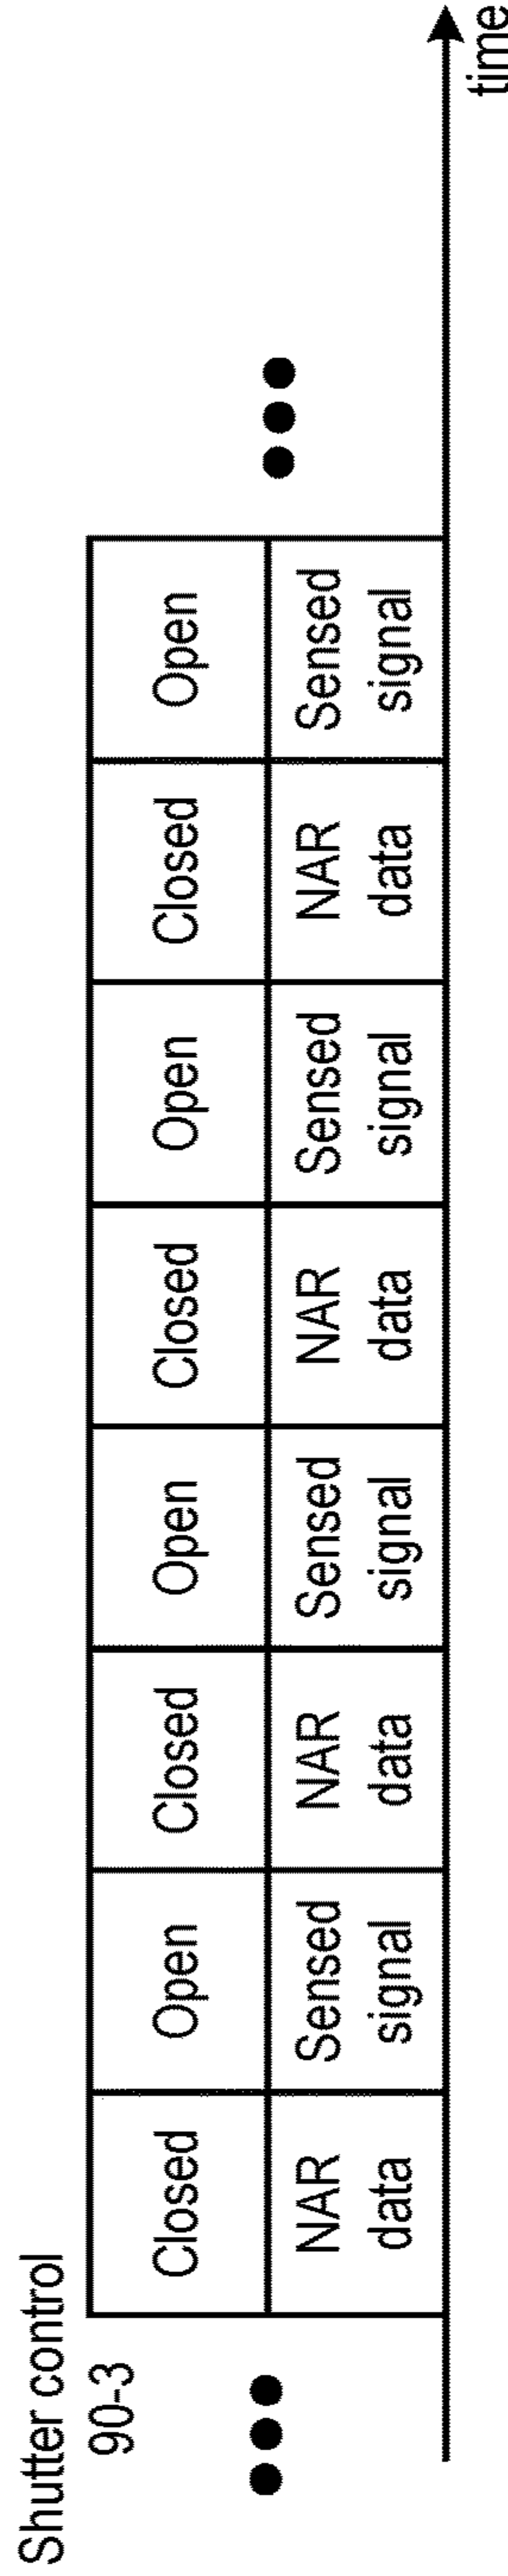 Shutter control
90-3
Closed
Open
Closed
Open
Closed
Open
Closed
Open
NAR
data
Sensed
signal
NAR
data
Sensed
signal
NAR
data
Sensed
signal
NAR
data
Sensed
signal
time